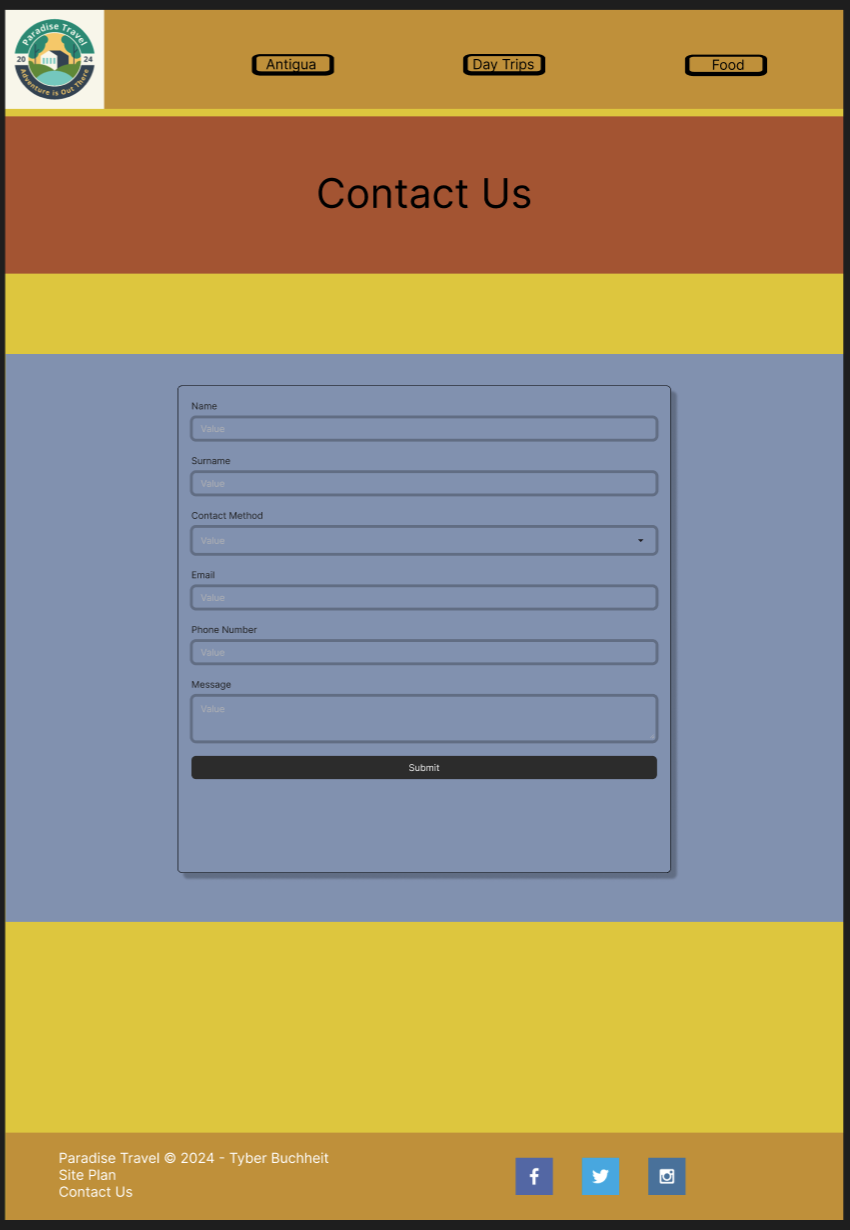 Paradise Travel
20 24
Adventure is Out There
Antigua
Day Trips
Food
Contact Us
Name
Value
Surname
Value
Contact Method
Value
Email
Value
Phone Number
Value
Message
Value
Submit
Paradise Travel © 2024 - Tyber Buchheit
Site Plan
Contact Us